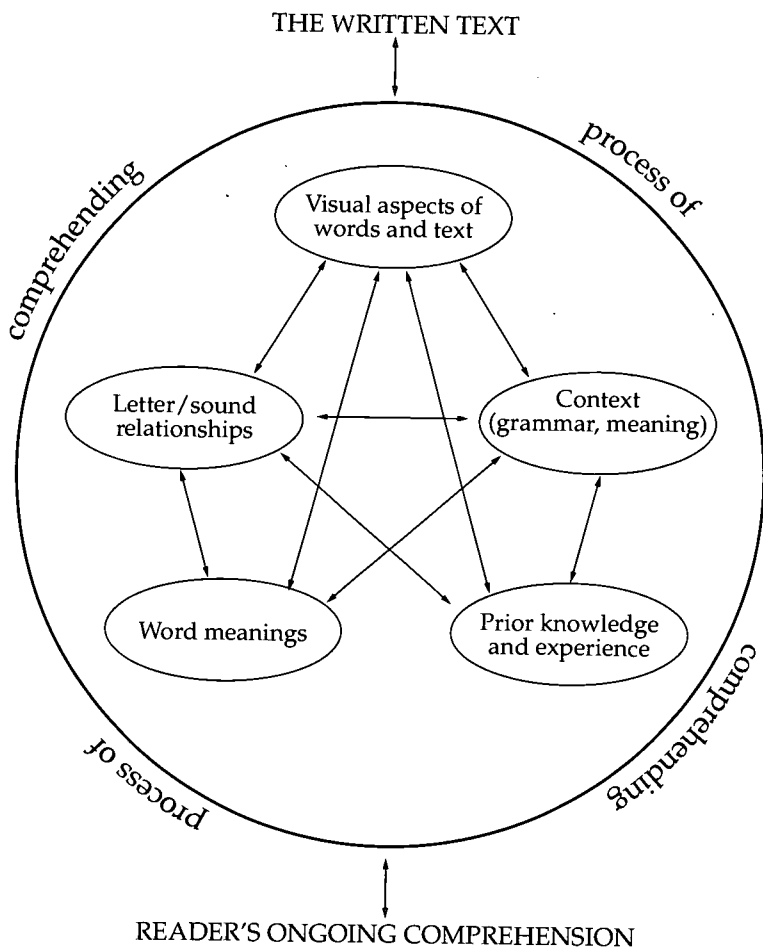 THE WRITTEN TEXT
process of
comprehending
Visual aspects of
words and text
Letter/sound
relationships
Context
(grammar, meaning)
Word meanings
Prior knowledge
and experience
process of
comprehending
READER'S ONGOING COMPREHENSION